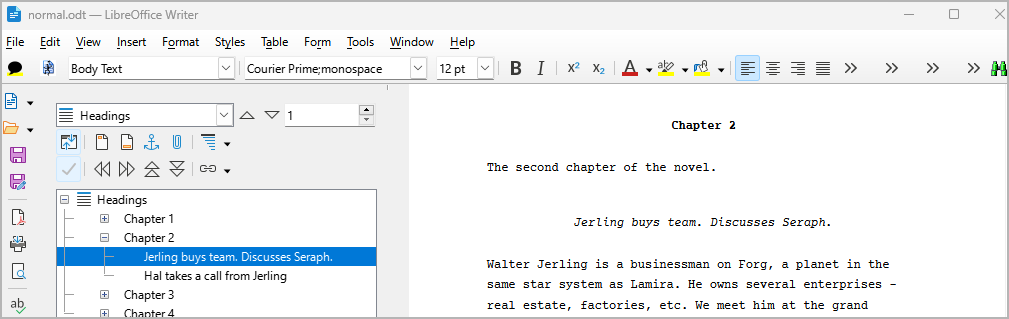 normal.odt — LibreOffice Writer
File Edit View Insert Format Styles Table Form Tools Window Help
Body Text Courier Prime;monospace 12 pt B I x² x₂ A ab
Headings 1
Headings
Chapter 1
Chapter 2
Jerling buys team. Discusses Seraph.
Hal takes a call from Jerling
Chapter 3
Chapter 4
ab
Chapter 2
The second chapter of the novel.
Jerling buys team. Discusses Seraph.
Walter Jerling is a businessman on Forg, a planet in the
same star system as Lamira. He owns several enterprises –
real estate, factories, etc. We meet him at the grand